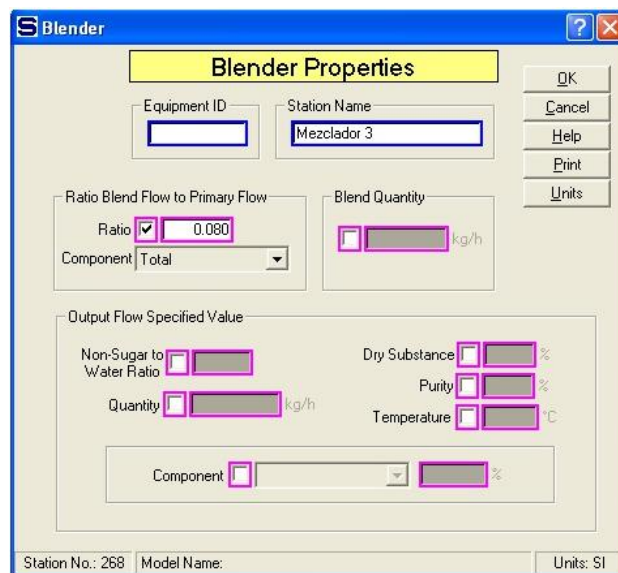 S Blender ?
Blender Properties
Equipment ID
Station Name
Mezclador 3
OK
Cancel
Help
Print
Units
Ratio Blend Flow to Primary Flow
Ratio 0.080
Component Total
Blend Quantity
kg/h
Output Flow Specified Value
Non-Sugar to
Water Ratio
Quantity kg/h
Dry Substance %
Purity %
Temperature °C
Component %
Station No.: 268 Model Name: Units: SI